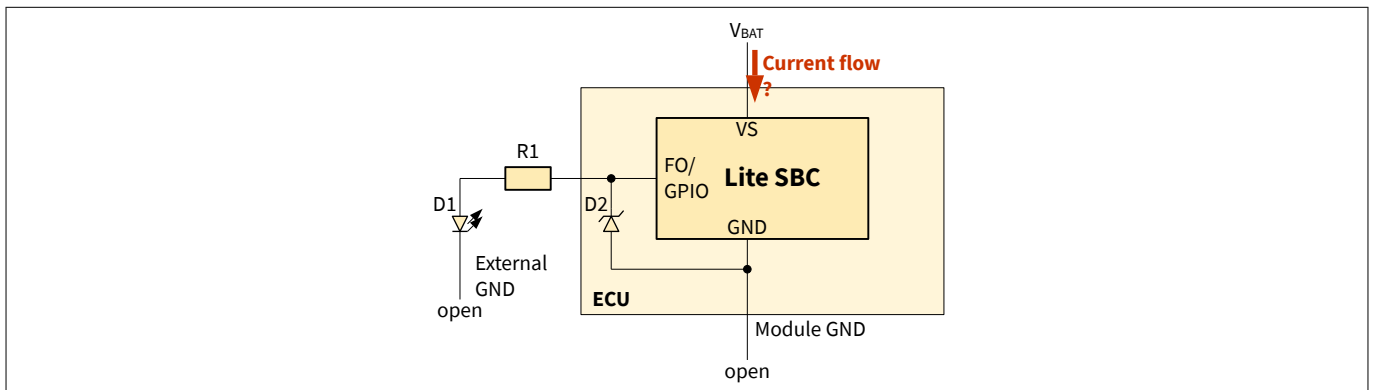 VBAT
Current flow
?
VS
R1
FO/
GPIO
Lite SBC
D1
D2
GND
External
GND
open
ECU
Module GND
open